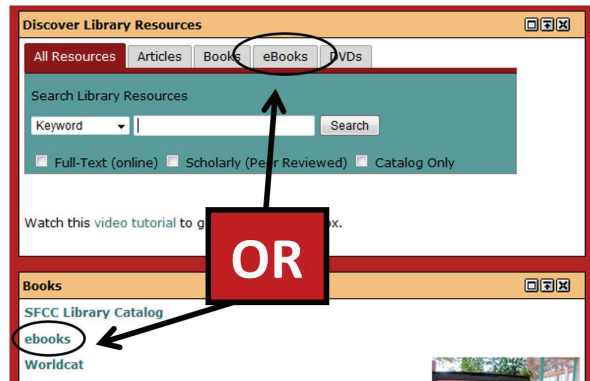 Discover Library Resources
All Resources Articles Books eBooks DVDs
Search Library Resources
Keyword Search
Full-Text (online) Scholarly (Peer Reviewed) Catalog Only
Watch this video tutorial to
OR
Books
SFCC Library Catalog
ebooks
Worldcat